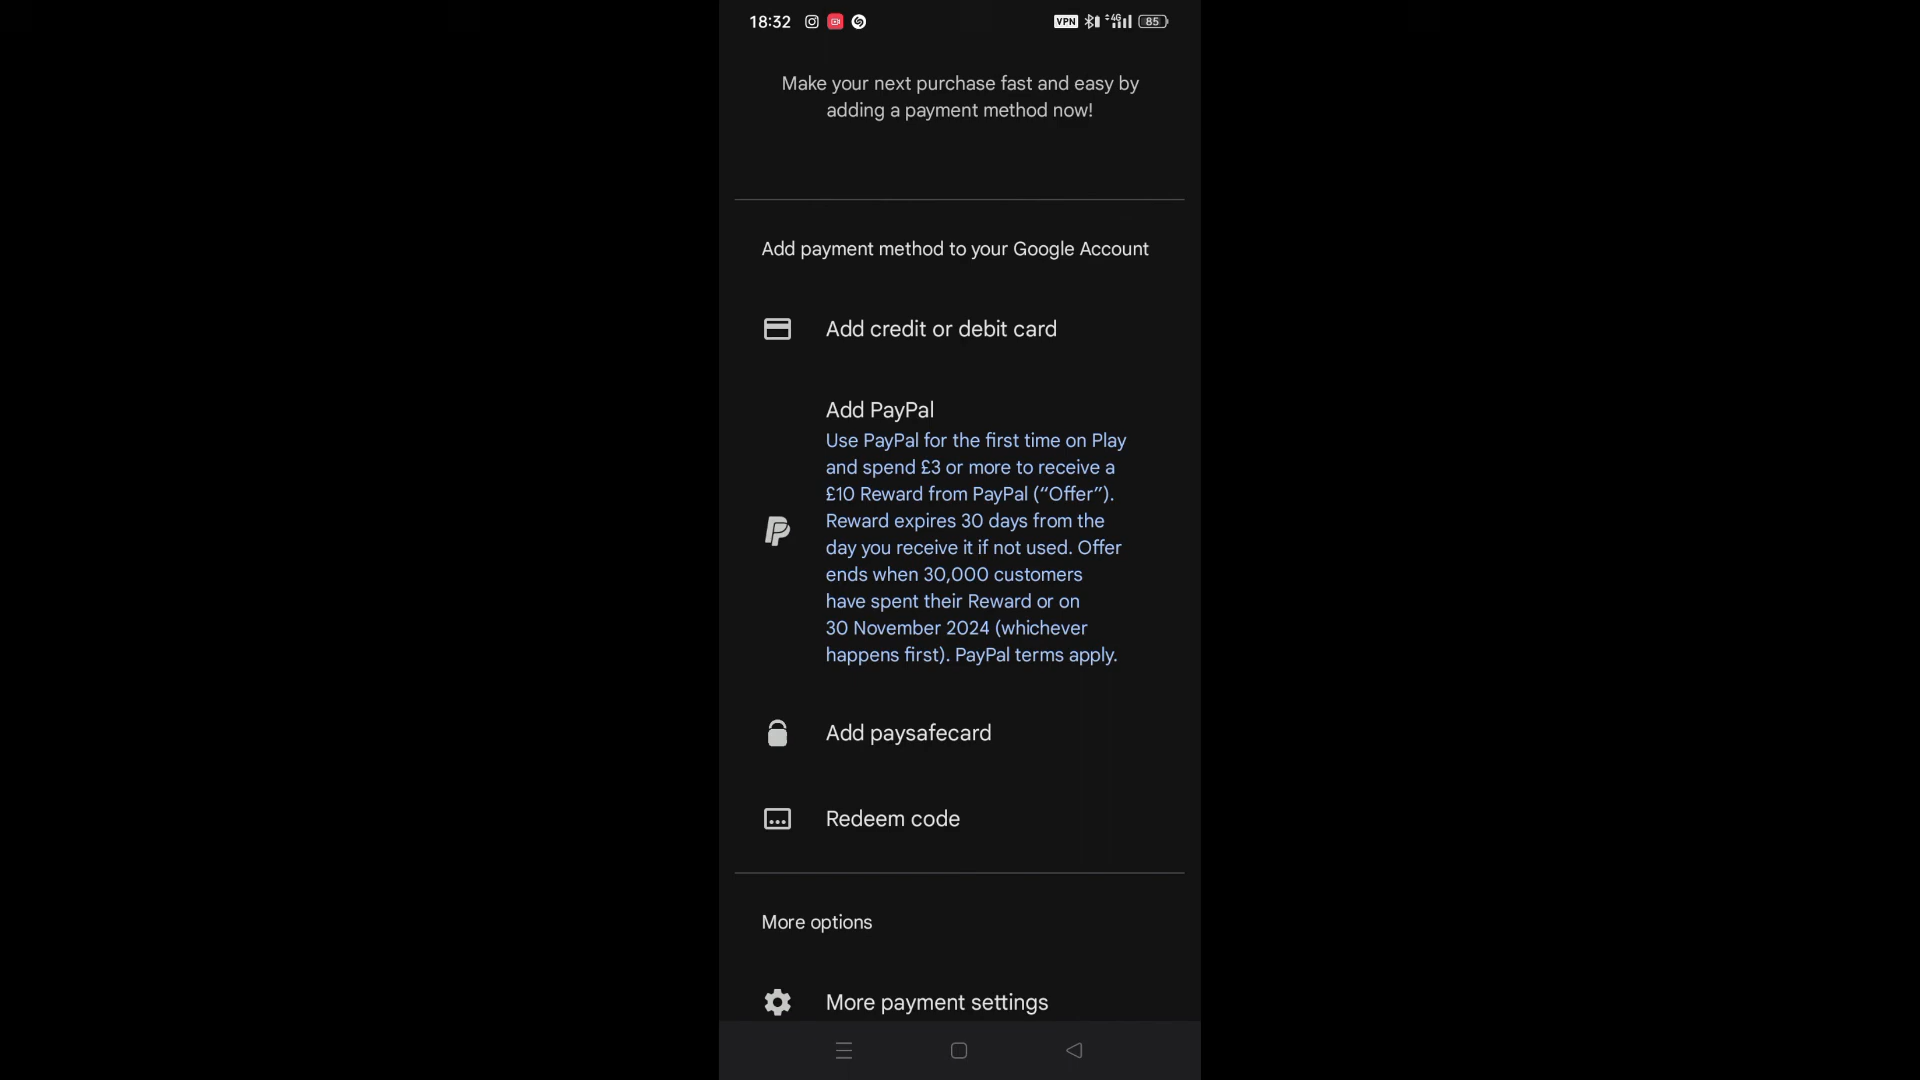 18:32
VPN
4G
85
Make your next purchase fast and easy by
adding a payment method now!
Add payment method to your Google Account
Add credit or debit card
Add PayPal
Use PayPal for the first time on Play
and spend £3 or more to receive a
£10 Reward from PayPal (“Offer”).
Reward expires 30 days from the
day you receive it if not used. Offer
ends when 30,000 customers
have spent their Reward or on
30 November 2024 (whichever
happens first). PayPal terms apply.
Add paysafecard
Redeem code
More options
More payment settings